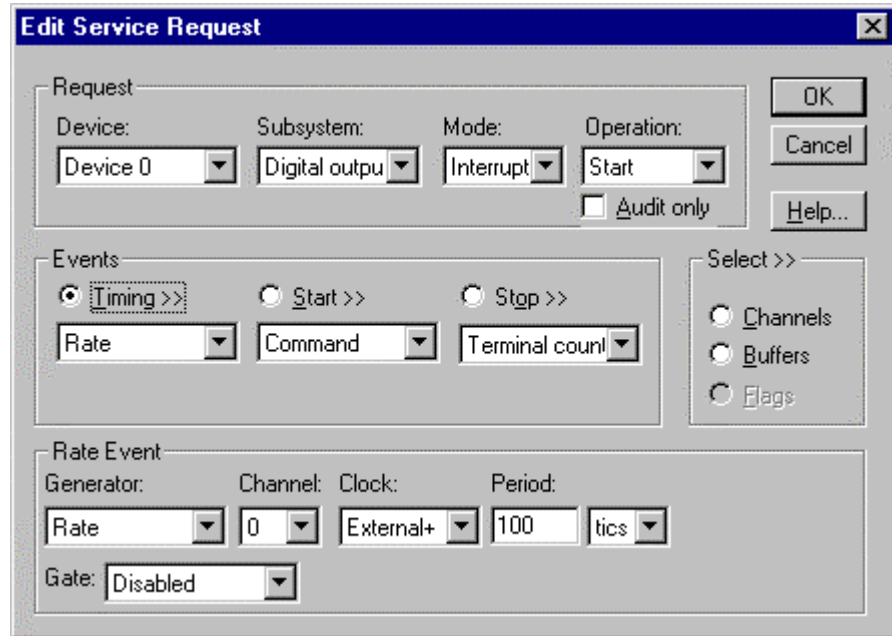 Edit Service Request
Request
Device: Subsystem: Mode: Operation:
Device 0 Digital outpu Interrupt Start
Audit only
OK
Cancel
Help...
Events
Timing >> Start >> Stop >>
Rate Command Terminal count
Select >>
Channels
Buffers
Flags
Rate Event
Generator: Channel: Clock: Period:
Rate 0 External+ 100 tics
Gate: Disabled